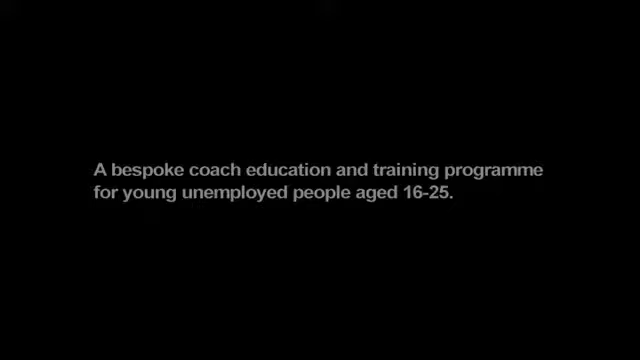 A bespoke coach education and training programme
for young unemployed people aged 16-25.